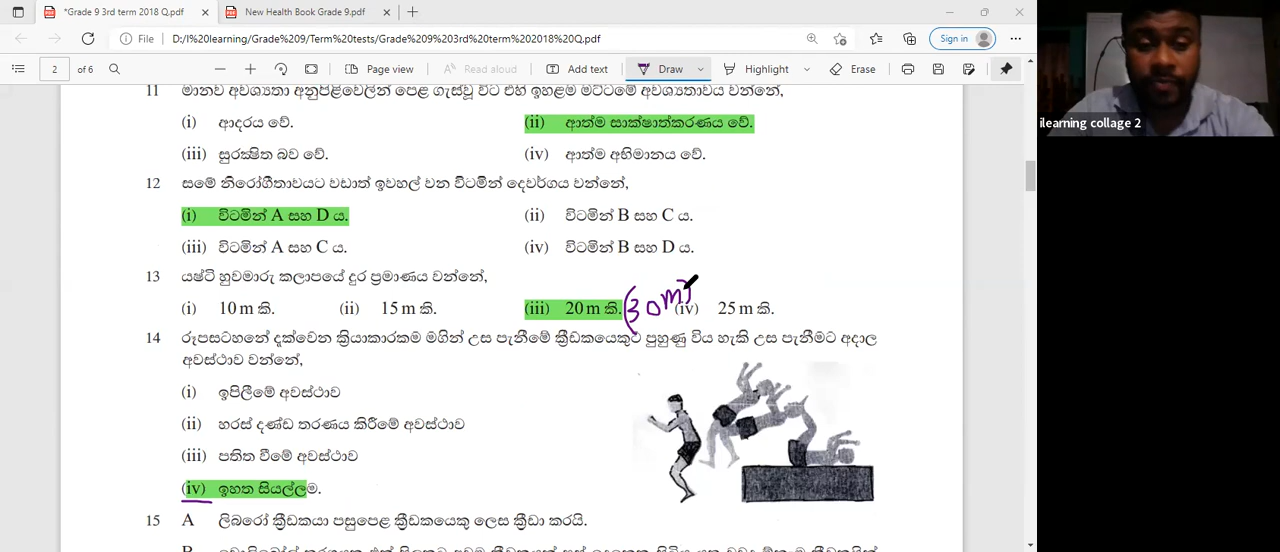 *Grade 9 3rd term 2018 Q.pdf
New Health Book Grade 9.pdf
File D:/I%20learning/Grade%209/Term%20tests/Grade%209%203rd%20term%202018%20Q.pdf
Sign in
2 of 6
Page view
Read aloud
Add text
Draw
Highlight
Erase
ilearning collage 2
11 මානව අවශ්‍යතා අනුපිළිවෙලින් පෙළ ගැස්වූ විට එහි ඉහළම මට්ටමේ අවශ්‍යතාවය වන්නේ,
(i) ආදරය වේ. (ii) ආත්ම සාක්ෂාත්කරණය වේ.
(iii) සුරක්‍ෂිත බව වේ. (iv) ආත්ම අභිමානය වේ.
12 සමේ නිරෝගීතාවයට වඩාත් ඉවහල් වන විටමින් දෙවර්ගය වන්නේ,
(i) විටමින් A සහ D ය. (ii) විටමින් B සහ C ය.
(iii) විටමින් A සහ C ය. (iv) විටමින් B සහ D ය.
13 යෂ්ටි හුවමාරු කලාපයේ දුර ප්‍රමාණය වන්නේ,
(i) 10 m කි. (ii) 15 m කි. (iii) 20 m කි. (30m) (iv) 25 m කි.
14 රූපසටහනේ දැක්වෙන ක්‍රියාකාරකම මගින් උස පැනීමේ ක්‍රීඩකයෙකුට පුහුණු විය හැකි උස පැනීමට අදාල
අවස්ථාව වන්නේ,
(i) ඉපිලීමේ අවස්ථාව
(ii) හරස් දණ්ඩ තරණය කිරීමේ අවස්ථාව
(iii) පතිත වීමේ අවස්ථාව
(iv) ඉහත සියල්ලම.
15 A ලිබරෝ ක්‍රීඩකයා පසුපෙළ ක්‍රීඩකයෙකු ලෙස ක්‍රීඩා කරයි.
B